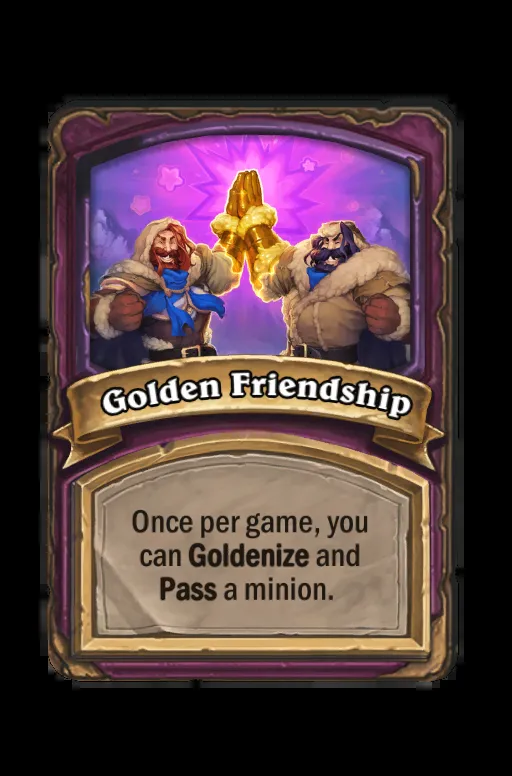 Golden Friendship
Once per game, you
can Goldenize and
Pass a minion.